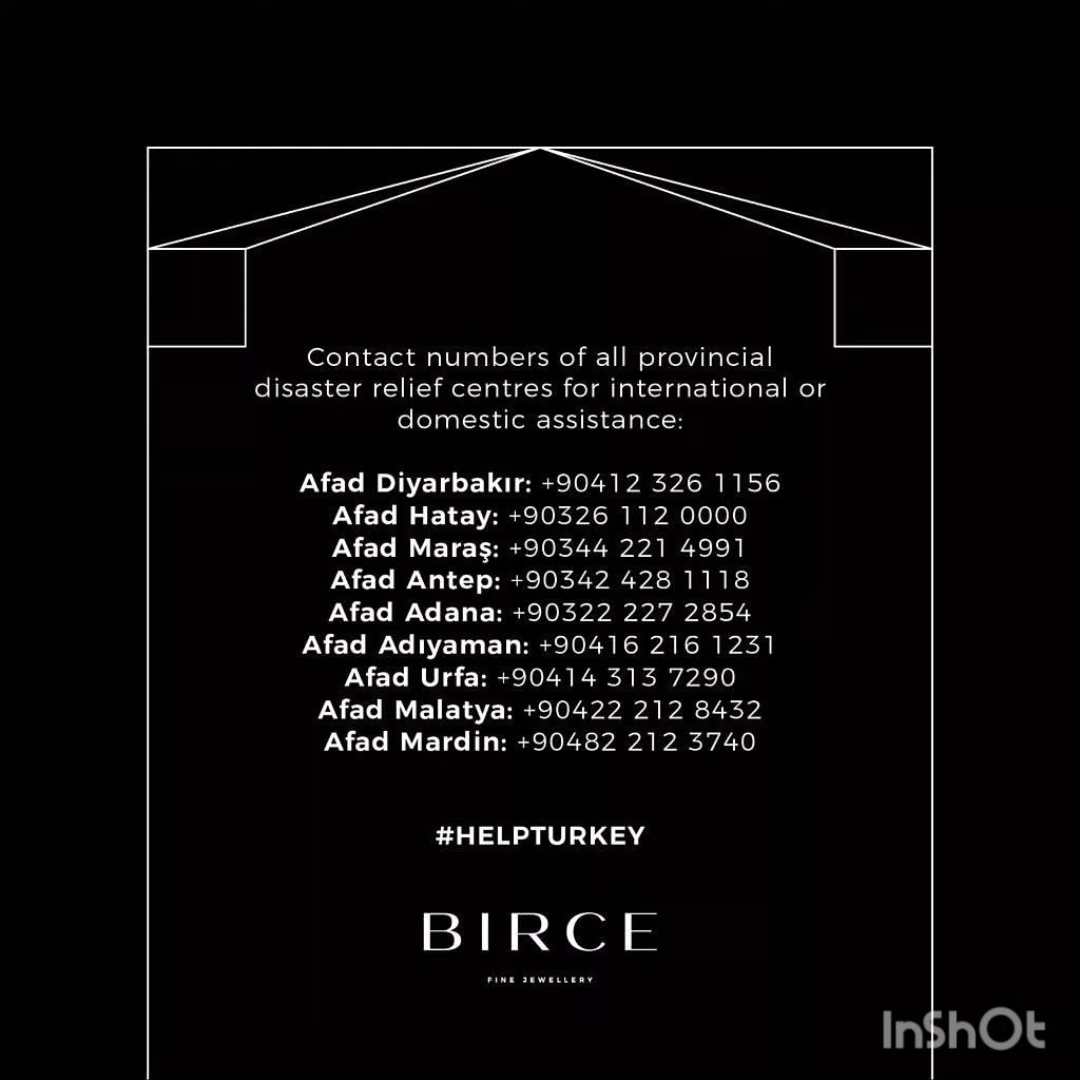 Contact numbers of all provincial
disaster relief centres for international or
domestic assistance:
Afad Diyarbakır: +90412 326 1156
Afad Hatay: +90326 112 0000
Afad Maraş: +90344 221 4991
Afad Antep: +90342 428 1118
Afad Adana: +90322 227 2854
Afad Adıyaman: +90416 216 1231
Afad Urfa: +90414 313 7290
Afad Malatya: +90422 212 8432
Afad Mardin: +90482 212 3740
#HELPTURKEY
BIRCE
FINE JEWELLERY
InShOt